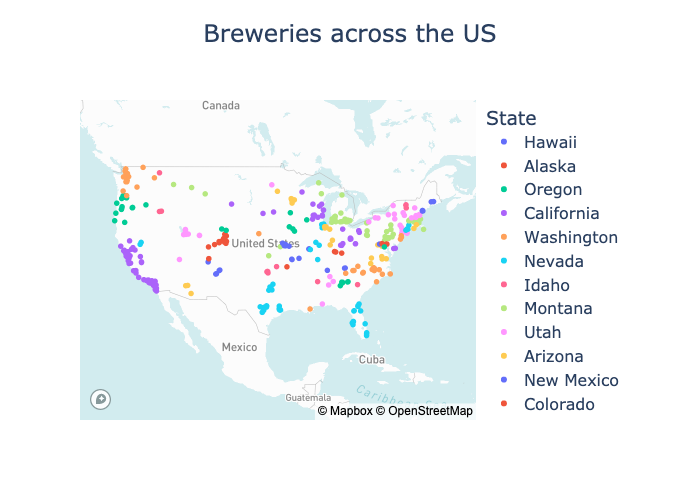 Breweries across the US
Canada
United States
Mexico
Cuba
Guatemala
Caribbean Sea
© Mapbox © OpenStreetMap
State
Hawaii
Alaska
Oregon
California
Washington
Nevada
Idaho
Montana
Utah
Arizona
New Mexico
Colorado